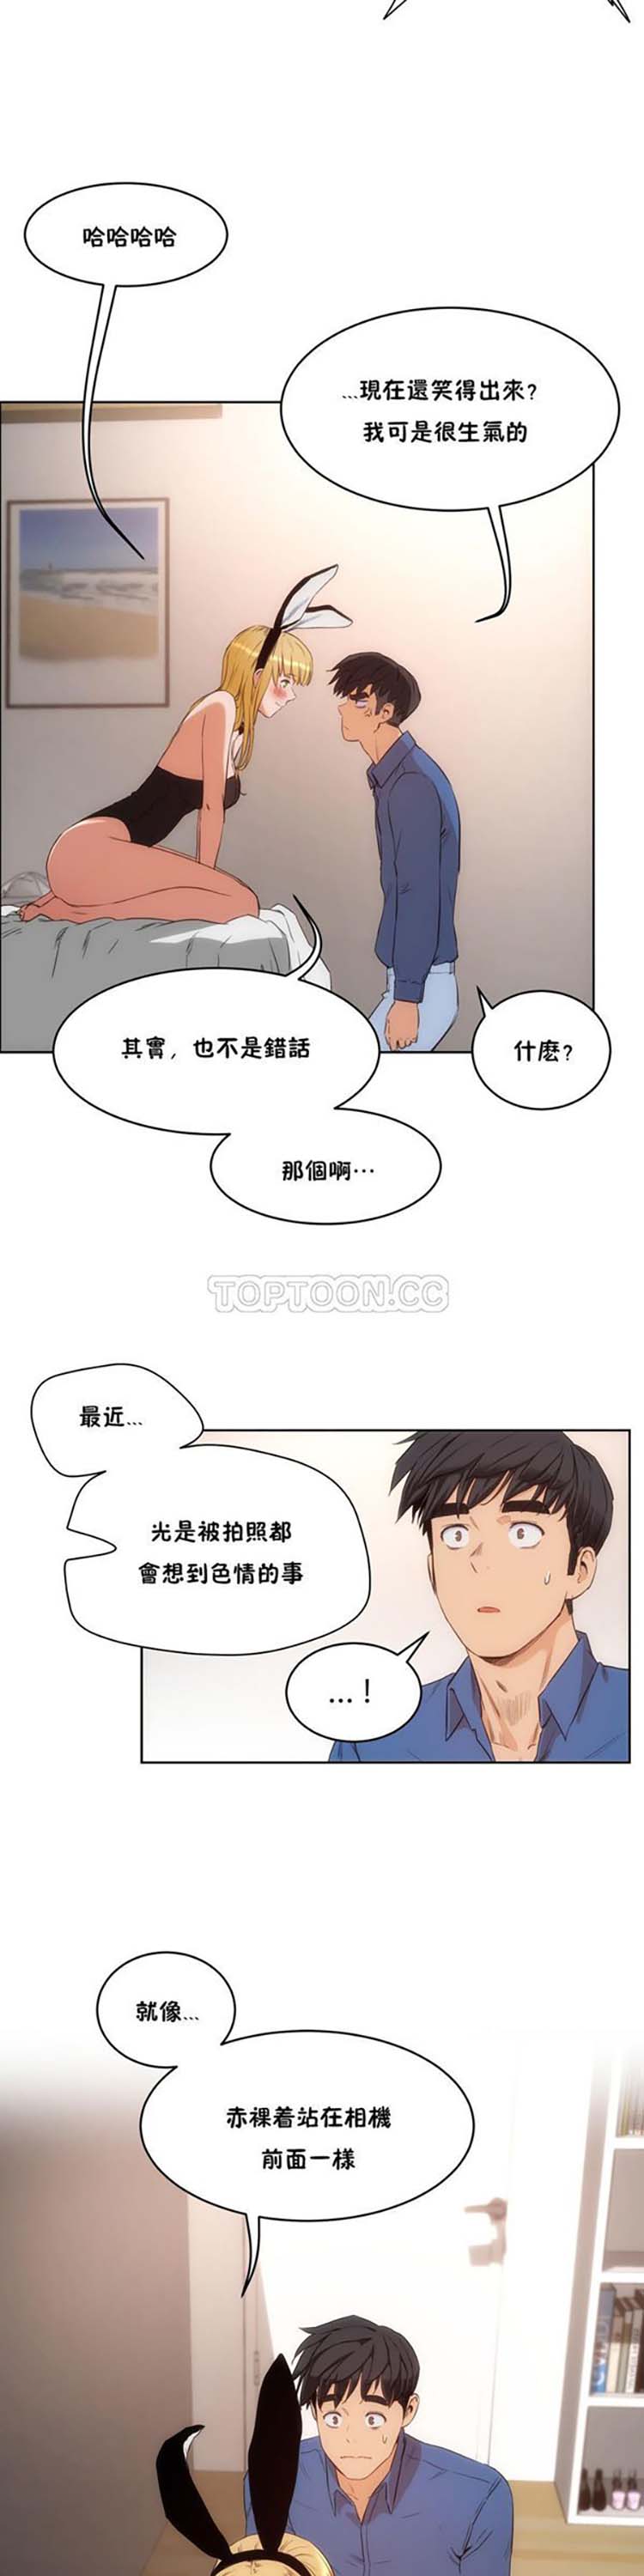 哈哈哈哈
...現在還笑得出來?
我可是很生氣的
其實，也不是錯話
什麽?
那個啊…
TOPTOON.CC
最近...
光是被拍照都
會想到色情的事
...！
就像...
赤裸着站在相機
前面一樣